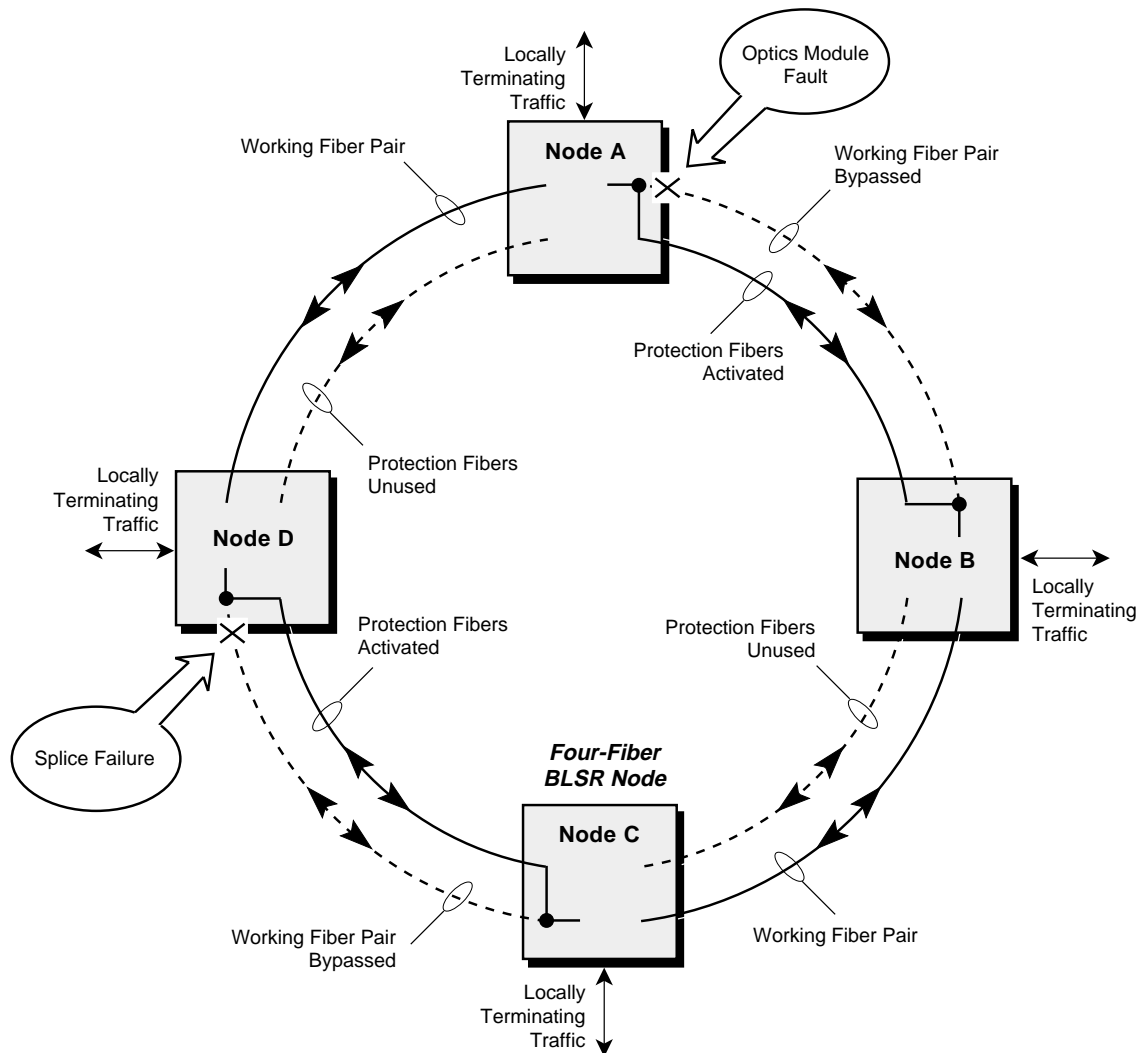 Locally
Terminating
Traffic
Optics Module
Fault
Working Fiber Pair
Node A
Working Fiber Pair
Bypassed
Protection Fibers
Activated
Protection Fibers
Unused
Locally
Terminating
Traffic
Node D
Node B
Locally
Terminating
Traffic
Protection Fibers
Activated
Protection Fibers
Unused
Splice Failure
Four-Fiber
BLSR Node
Node C
Working Fiber Pair
Bypassed
Working Fiber Pair
Locally
Terminating
Traffic